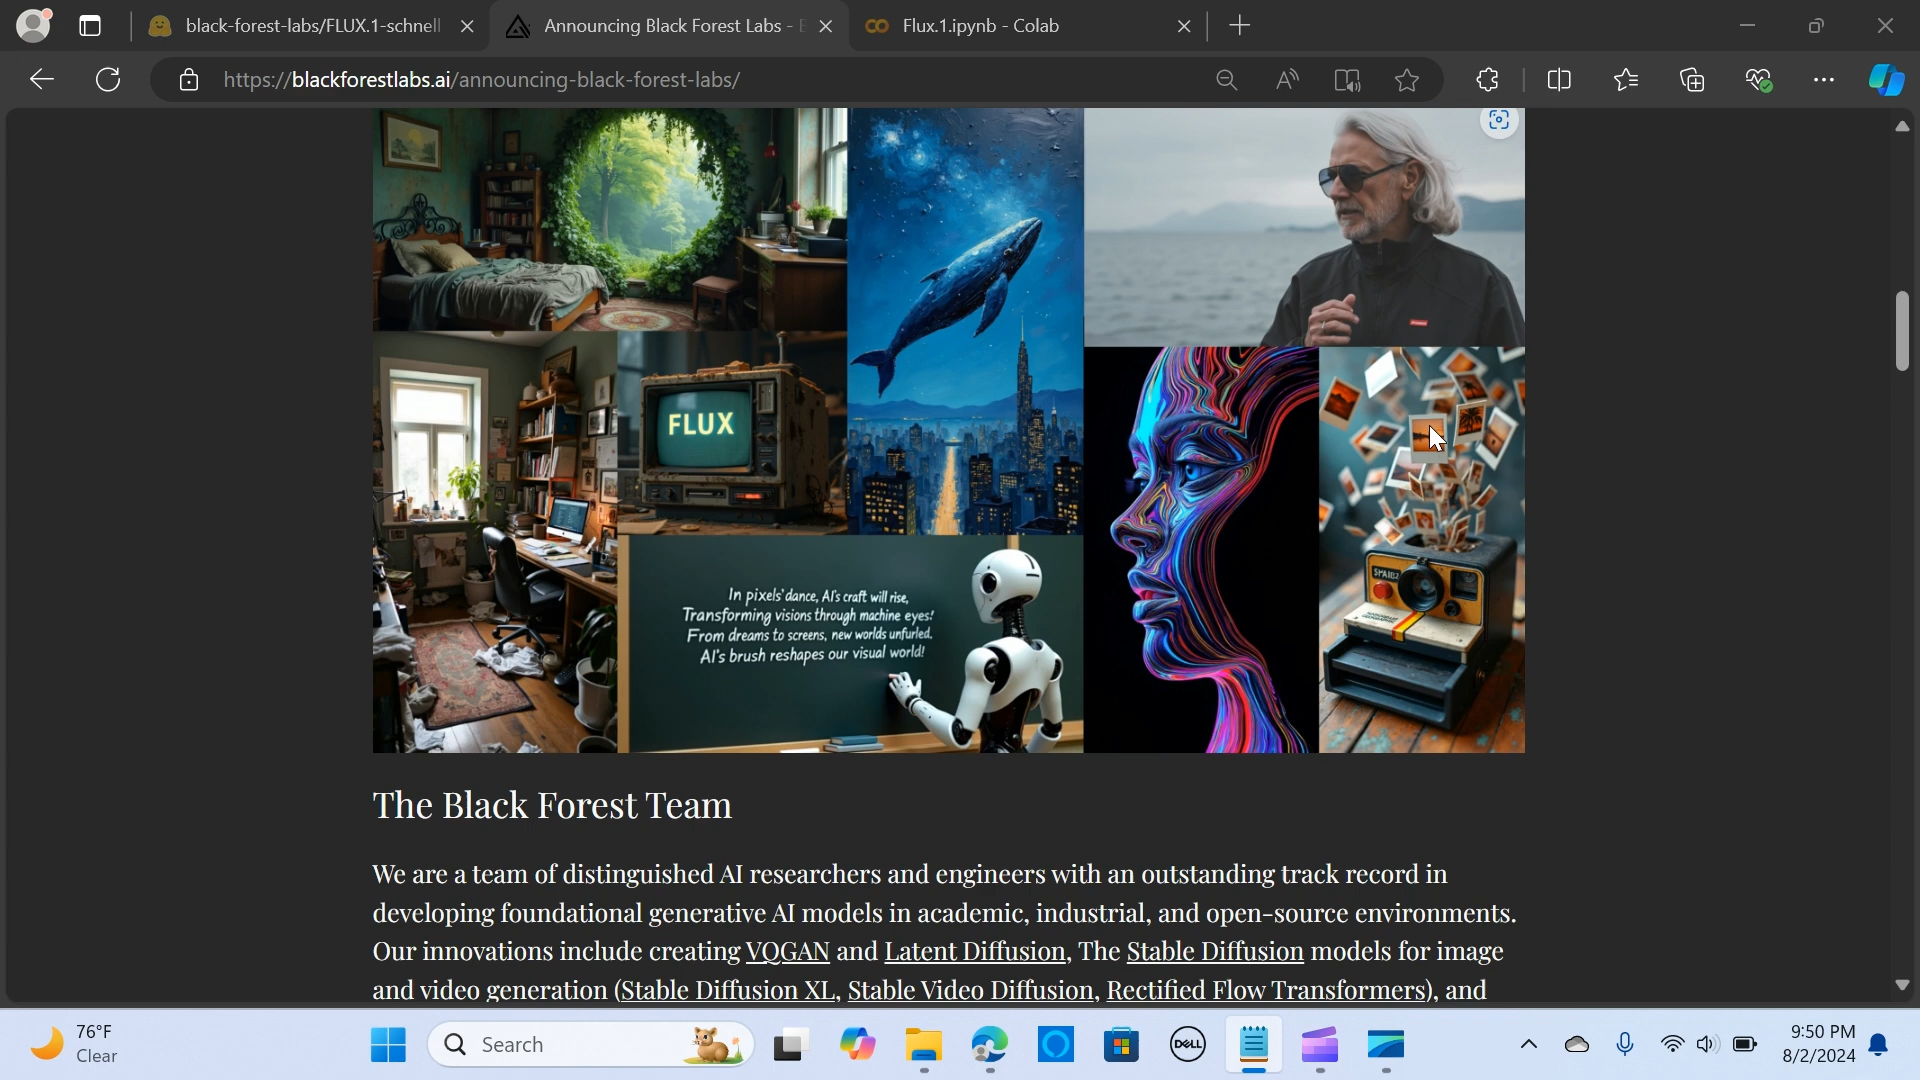 black-forest-labs/FLUX.1-schnell
Announcing Black Forest Labs -
Flux.1.ipynb - Colab
https://blackforestlabs.ai/announcing-black-forest-labs/
FLUX
In pixels' dance, AI's craft will rise,
Transforming visions through machine eyes!
From dreams to screens, new worlds unfurled,
AI's brush reshapes our visual world!
The Black Forest Team
We are a team of distinguished AI researchers and engineers with an outstanding track record in
developing foundational generative AI models in academic, industrial, and open-source environments.
Our innovations include creating VQGAN and Latent Diffusion, The Stable Diffusion models for image
and video generation (Stable Diffusion XL, Stable Video Diffusion, Rectified Flow Transformers), and
76°F
Clear
Search
DELL
9:50 PM
8/2/2024